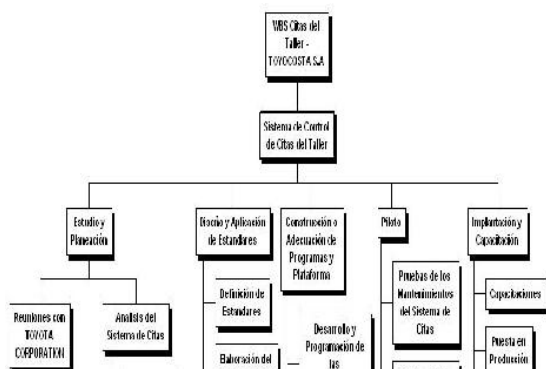 WBS Citas del
Taller -
TOYOCOSTA S.A
Sistema de Control
de Citas del Taller
Estudio y
Planeación
Diseño y Aplicación
de Estandares
Construcción o
Adecuación de
Programas y
Plataforma
Piloto
Implantación y
Capacitación
Reuniones con
TOYOTA
CORPORATION
Analisis del
Sistema de Citas
Definición de
Estandares
Elaboración del
Desarrollo y
Programación de
las
Pruebas de los
Mantenimientos
del Sistema de
Citas
Capacitaciones
Puesta en
Producción